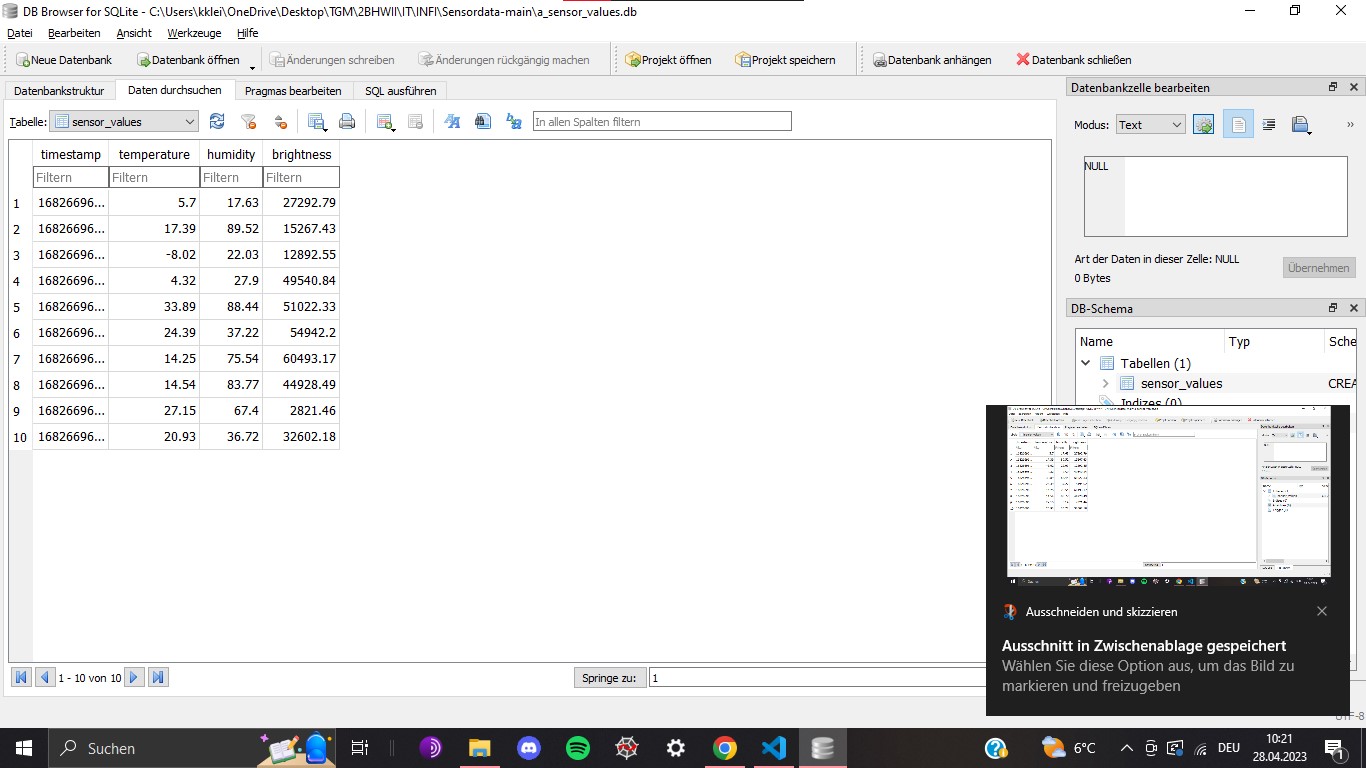 DB Browser for SQLite - C:\Users\kklei\OneDrive\Desktop\TGM\2BHWII\IT\INFI\Sensordata-main\a_sensor_values.db
Datei Bearbeiten Ansicht Werkzeuge Hilfe
Neue Datenbank Datenbank öffnen Änderungen schreiben Änderungen rückgängig machen Projekt öffnen Projekt speichern Datenbank anhängen Datenbank schließen
Datenbankstruktur Daten durchsuchen Pragmas bearbeiten SQL ausführen
Tabelle: sensor_values In allen Spalten filtern
timestamp temperature humidity brightness
Filtern Filtern Filtern Filtern
1 16826696... 5.7 17.63 27292.79
2 16826696... 17.39 89.52 15267.43
3 16826696... -8.02 22.03 12892.55
4 16826696... 4.32 27.9 49540.84
5 16826696... 33.89 88.44 51022.33
6 16826696... 24.39 37.22 54942.2
7 16826696... 14.25 75.54 60493.17
8 16826696... 14.54 83.77 44928.49
9 16826696... 27.15 67.4 2821.46
10 16826696... 20.93 36.72 32602.18
1 - 10 von 10 Springe zu: 1
Datenbankzelle bearbeiten
Modus: Text
NULL
Art der Daten in dieser Zelle: NULL
0 Bytes
Übernehmen
DB-Schema
Name Typ Sche
Tabellen (1)
sensor_values CREA
Indizes (0)
Ausschneiden und skizzieren
Ausschnitt in Zwischenablage gespeichert
Wählen Sie diese Option aus, um das Bild zu
markieren und freizugeben
UTF-8
Suchen
6°C
DEU
10:21
28.04.2023
1